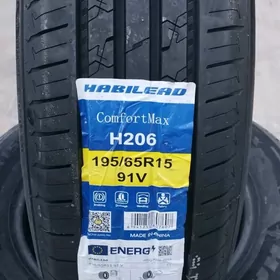 HABILEAD
ComfortMax
H206
195/65R15
91V
MADE IN CHINA
ENERG